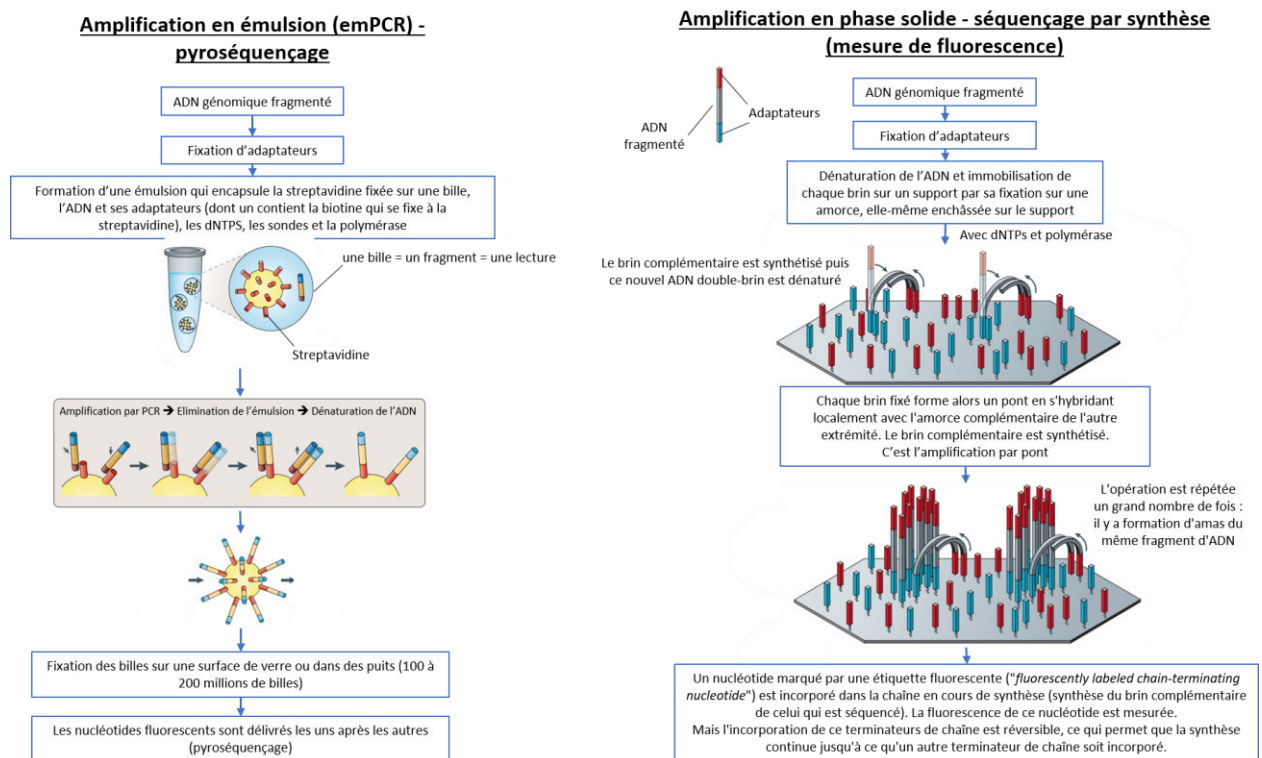 Amplification en émulsion (emPCR) -
pyroséquençage
ADN génomique fragmenté
Fixation d'adaptateurs
Formation d'une émulsion qui encapsule la streptavidine fixée sur une bille,
l'ADN et ses adaptateurs (dont un contient la biotine qui se fixe à la
streptavidine), les dNTPS, les sondes et la polymérase
une bille = un fragment = une lecture
Streptavidine
Amplification par PCR ➔ Elimination de l'émulsion ➔ Dénaturation de l'ADN
Fixation des billes sur une surface de verre ou dans des puits (100 à
200 millions de billes)
Les nucléotides fluorescents sont délivrés les uns après les autres
(pyroséquençage)
Amplification en phase solide - séquençage par synthèse
(mesure de fluorescence)
ADN
fragmenté
Adaptateurs
ADN génomique fragmenté
Fixation d'adaptateurs
Dénaturation de l'ADN et immobilisation de
chaque brin sur un support par sa fixation sur une
amorce, elle-même enchâssée sur le support
Avec dNTPs et polymérase
Le brin complémentaire est synthétisé puis
ce nouvel ADN double-brin est dénaturé
Chaque brin fixé forme alors un pont en s'hybridant
localement avec l'amorce complémentaire de l'autre
extrémité. Le brin complémentaire est synthétisé.
C'est l'amplification par pont
L'opération est répétée
un grand nombre de fois :
il y a formation d'amas du
même fragment d'ADN
Un nucléotide marqué par une étiquette fluorescente ("fluorescently labeled chain-terminating
nucleotide") est incorporé dans la chaîne en cours de synthèse (synthèse du brin complémentaire
de celui qui est séquencé). La fluorescence de ce nucléotide est mesurée.
Mais l'incorporation de ce terminateurs de chaîne est réversible, ce qui permet que la synthèse
continue jusqu'à ce qu'un autre terminateur de chaîne soit incorporé.